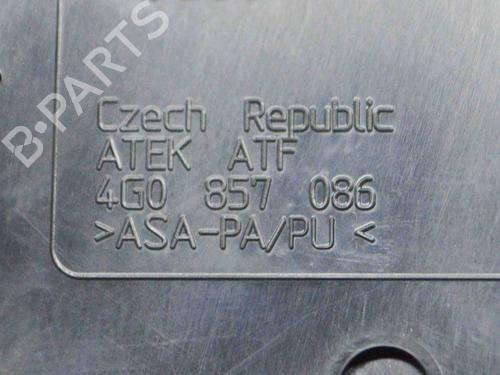 B-PARTS
Czech Republic
ATEK ATF
4G0 857 086
>ASA-PA/PU<